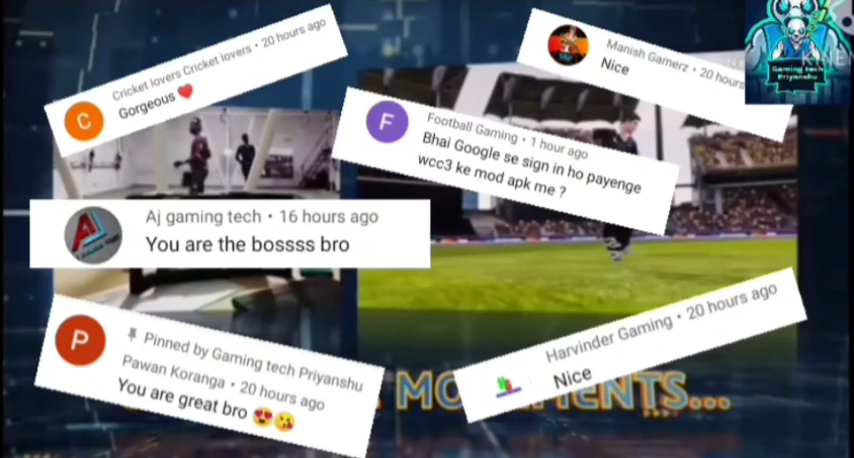 Cricket lovers Cricket lovers • 20 hours ago
C
Gorgeous ❤️
Manish Gamerz • 20 hours
Nice
Gaming tech
Priyanshu
Football Gaming • 1 hour ago
F
Bhai Google se sign in ho payenge
wcc3 ke mod apk me ?
Aj gaming tech • 16 hours ago
You are the bossss bro
Pinned by Gaming tech Priyanshu
P
Pawan Koranga • 20 hours ago
You are great bro 😍😘
Harvinder Gaming • 20 hours ago
Nice